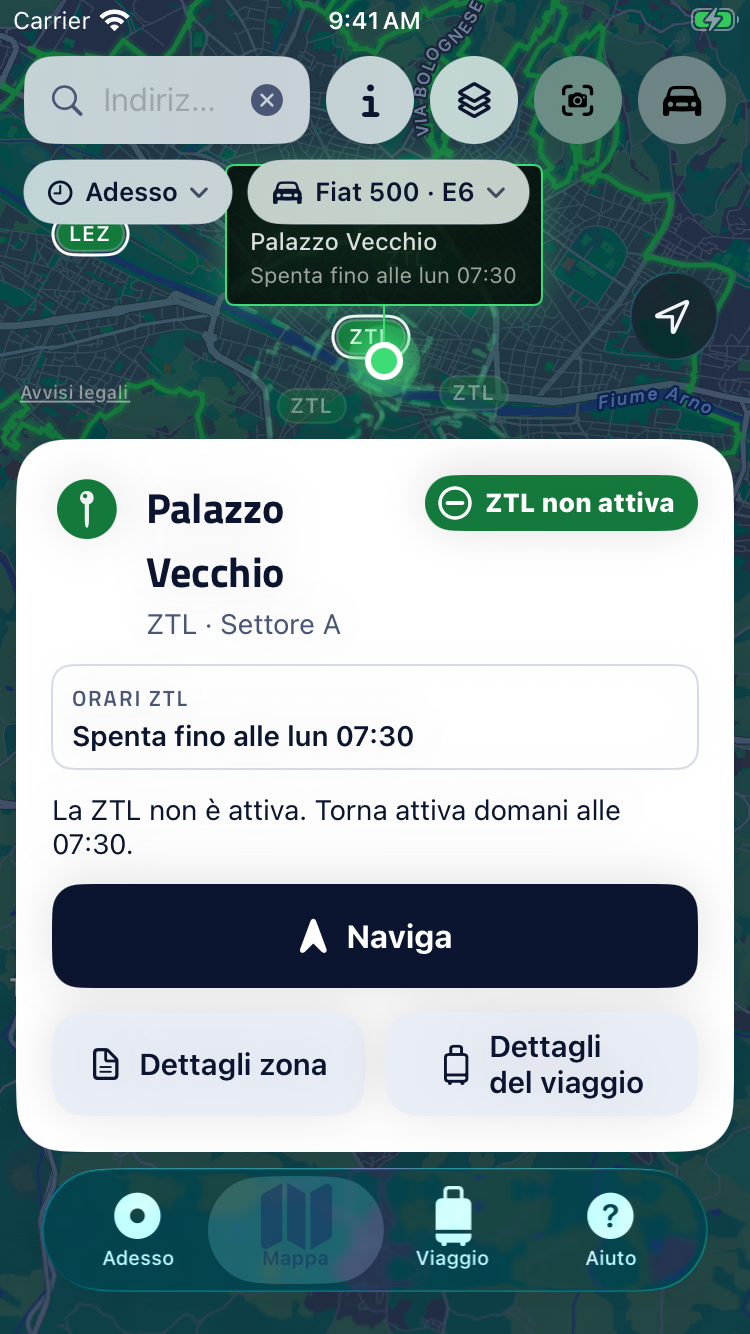 Carrier 9:41 AM
VIA BOLOGNESE
Indiriz...
Adesso
Fiat 500 · E6
LEZ
Palazzo Vecchio
Spenta fino alle lun 07:30
ZTL
Avvisi legali
ZTL
ZTL
Fiume Arno
Palazzo
Vecchio
ZTL non attiva
ZTL · Settore A
ORARI ZTL
Spenta fino alle lun 07:30
La ZTL non è attiva. Torna attiva domani alle
07:30.
Naviga
Dettagli zona
Dettagli
del viaggio
Adesso
Mappa
Viaggio
Aiuto